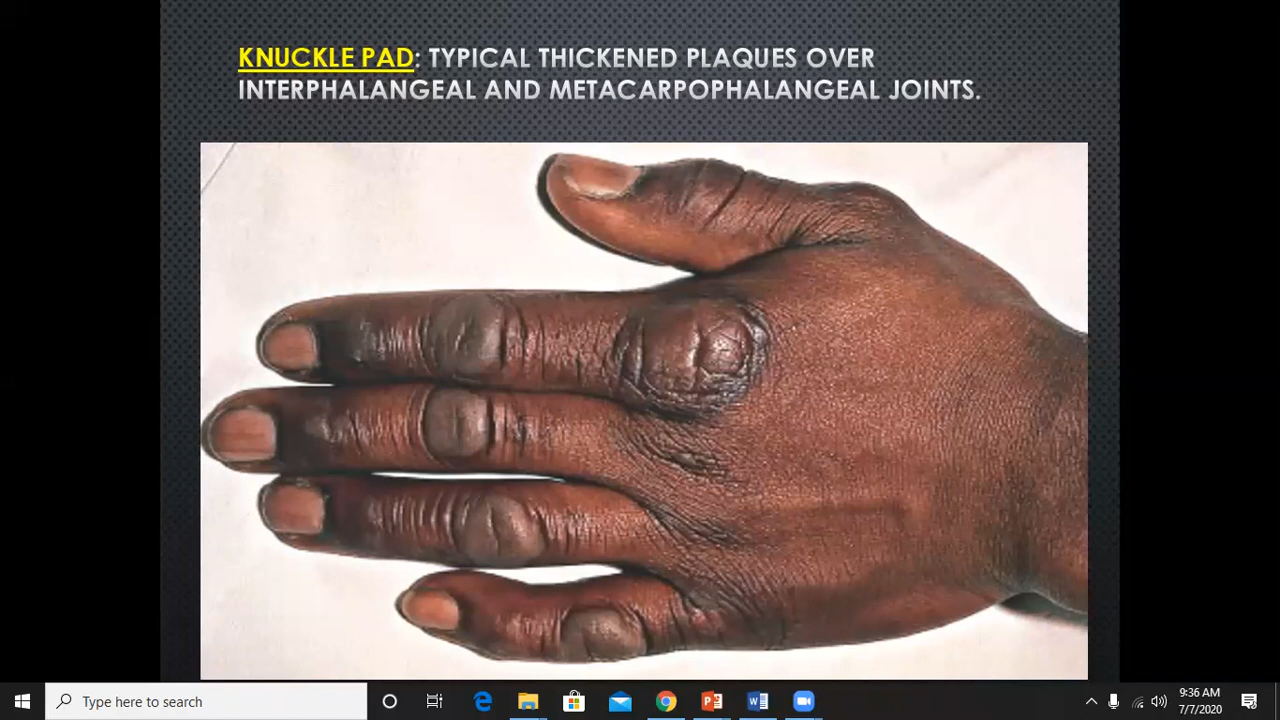 KNUCKLE PAD: TYPICAL THICKENED PLAQUES OVER
INTERPHALANGEAL AND METACARPOPHALANGEAL JOINTS.
Type here to search
9:36 AM
7/7/2020